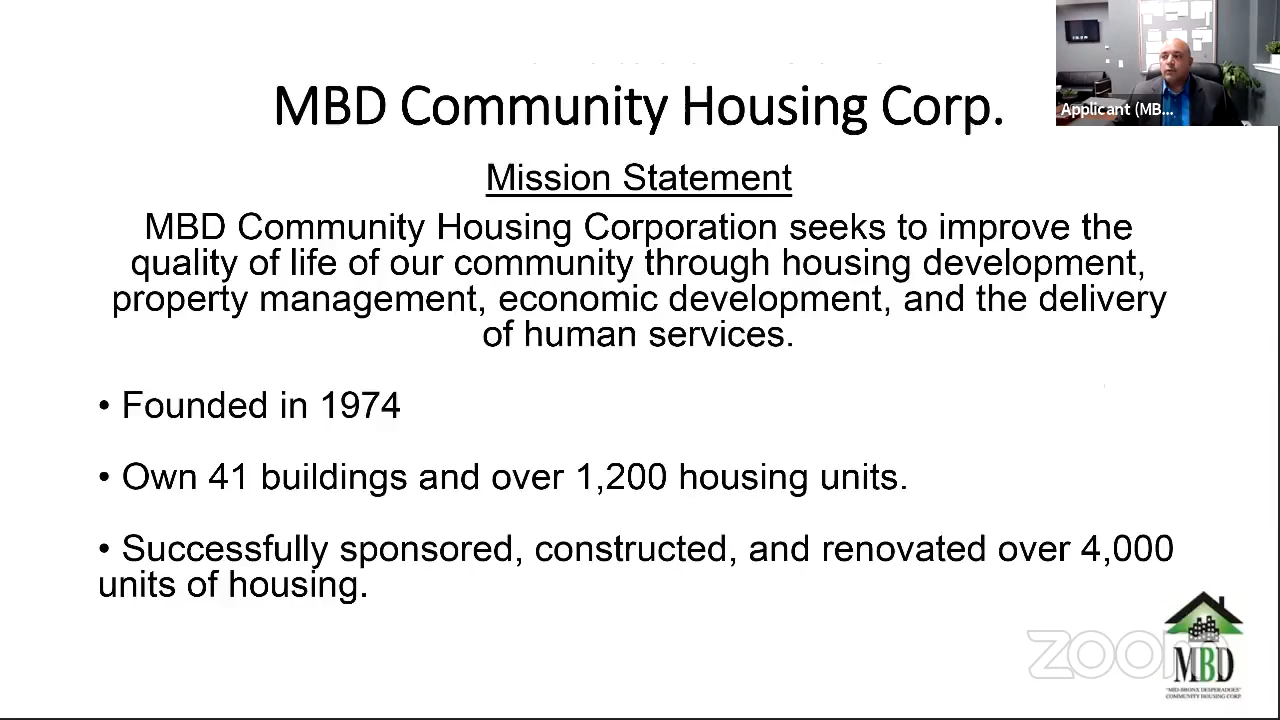 MBD Community Housing Corp.
Applicant (MB...
Mission Statement
MBD Community Housing Corporation seeks to improve the
quality of life of our community through housing development,
property management, economic development, and the delivery
of human services.
• Founded in 1974
• Own 41 buildings and over 1,200 housing units.
• Successfully sponsored, constructed, and renovated over 4,000
units of housing.
zoom
MBD
"MID-BRONX DESPERADOES"
COMMUNITY HOUSING CORP.